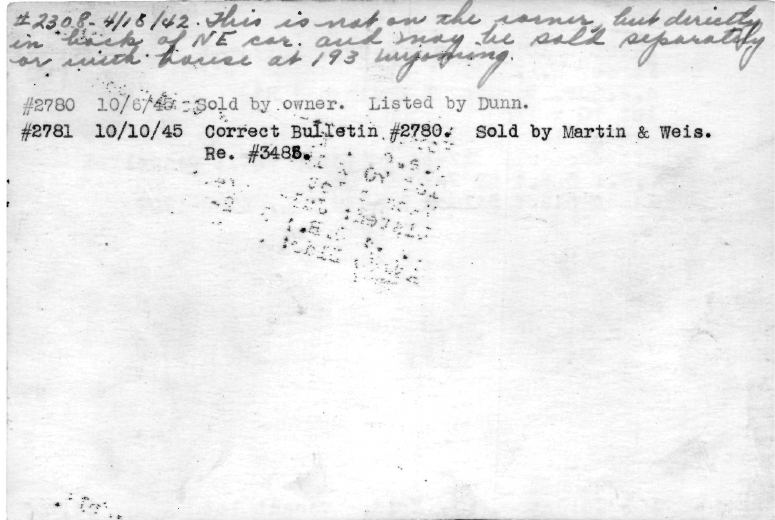 #2308-4/18/42. This is not on the corner, but directly
in back of NE cor. and may be sold separately
or with house at 193 Wyoming.
#2780 10/6/45 Sold by owner. Listed by Dunn.
#2781 10/10/45 Correct Bulletin #2780. Sold by Martin & Weis.
Re. #3485.